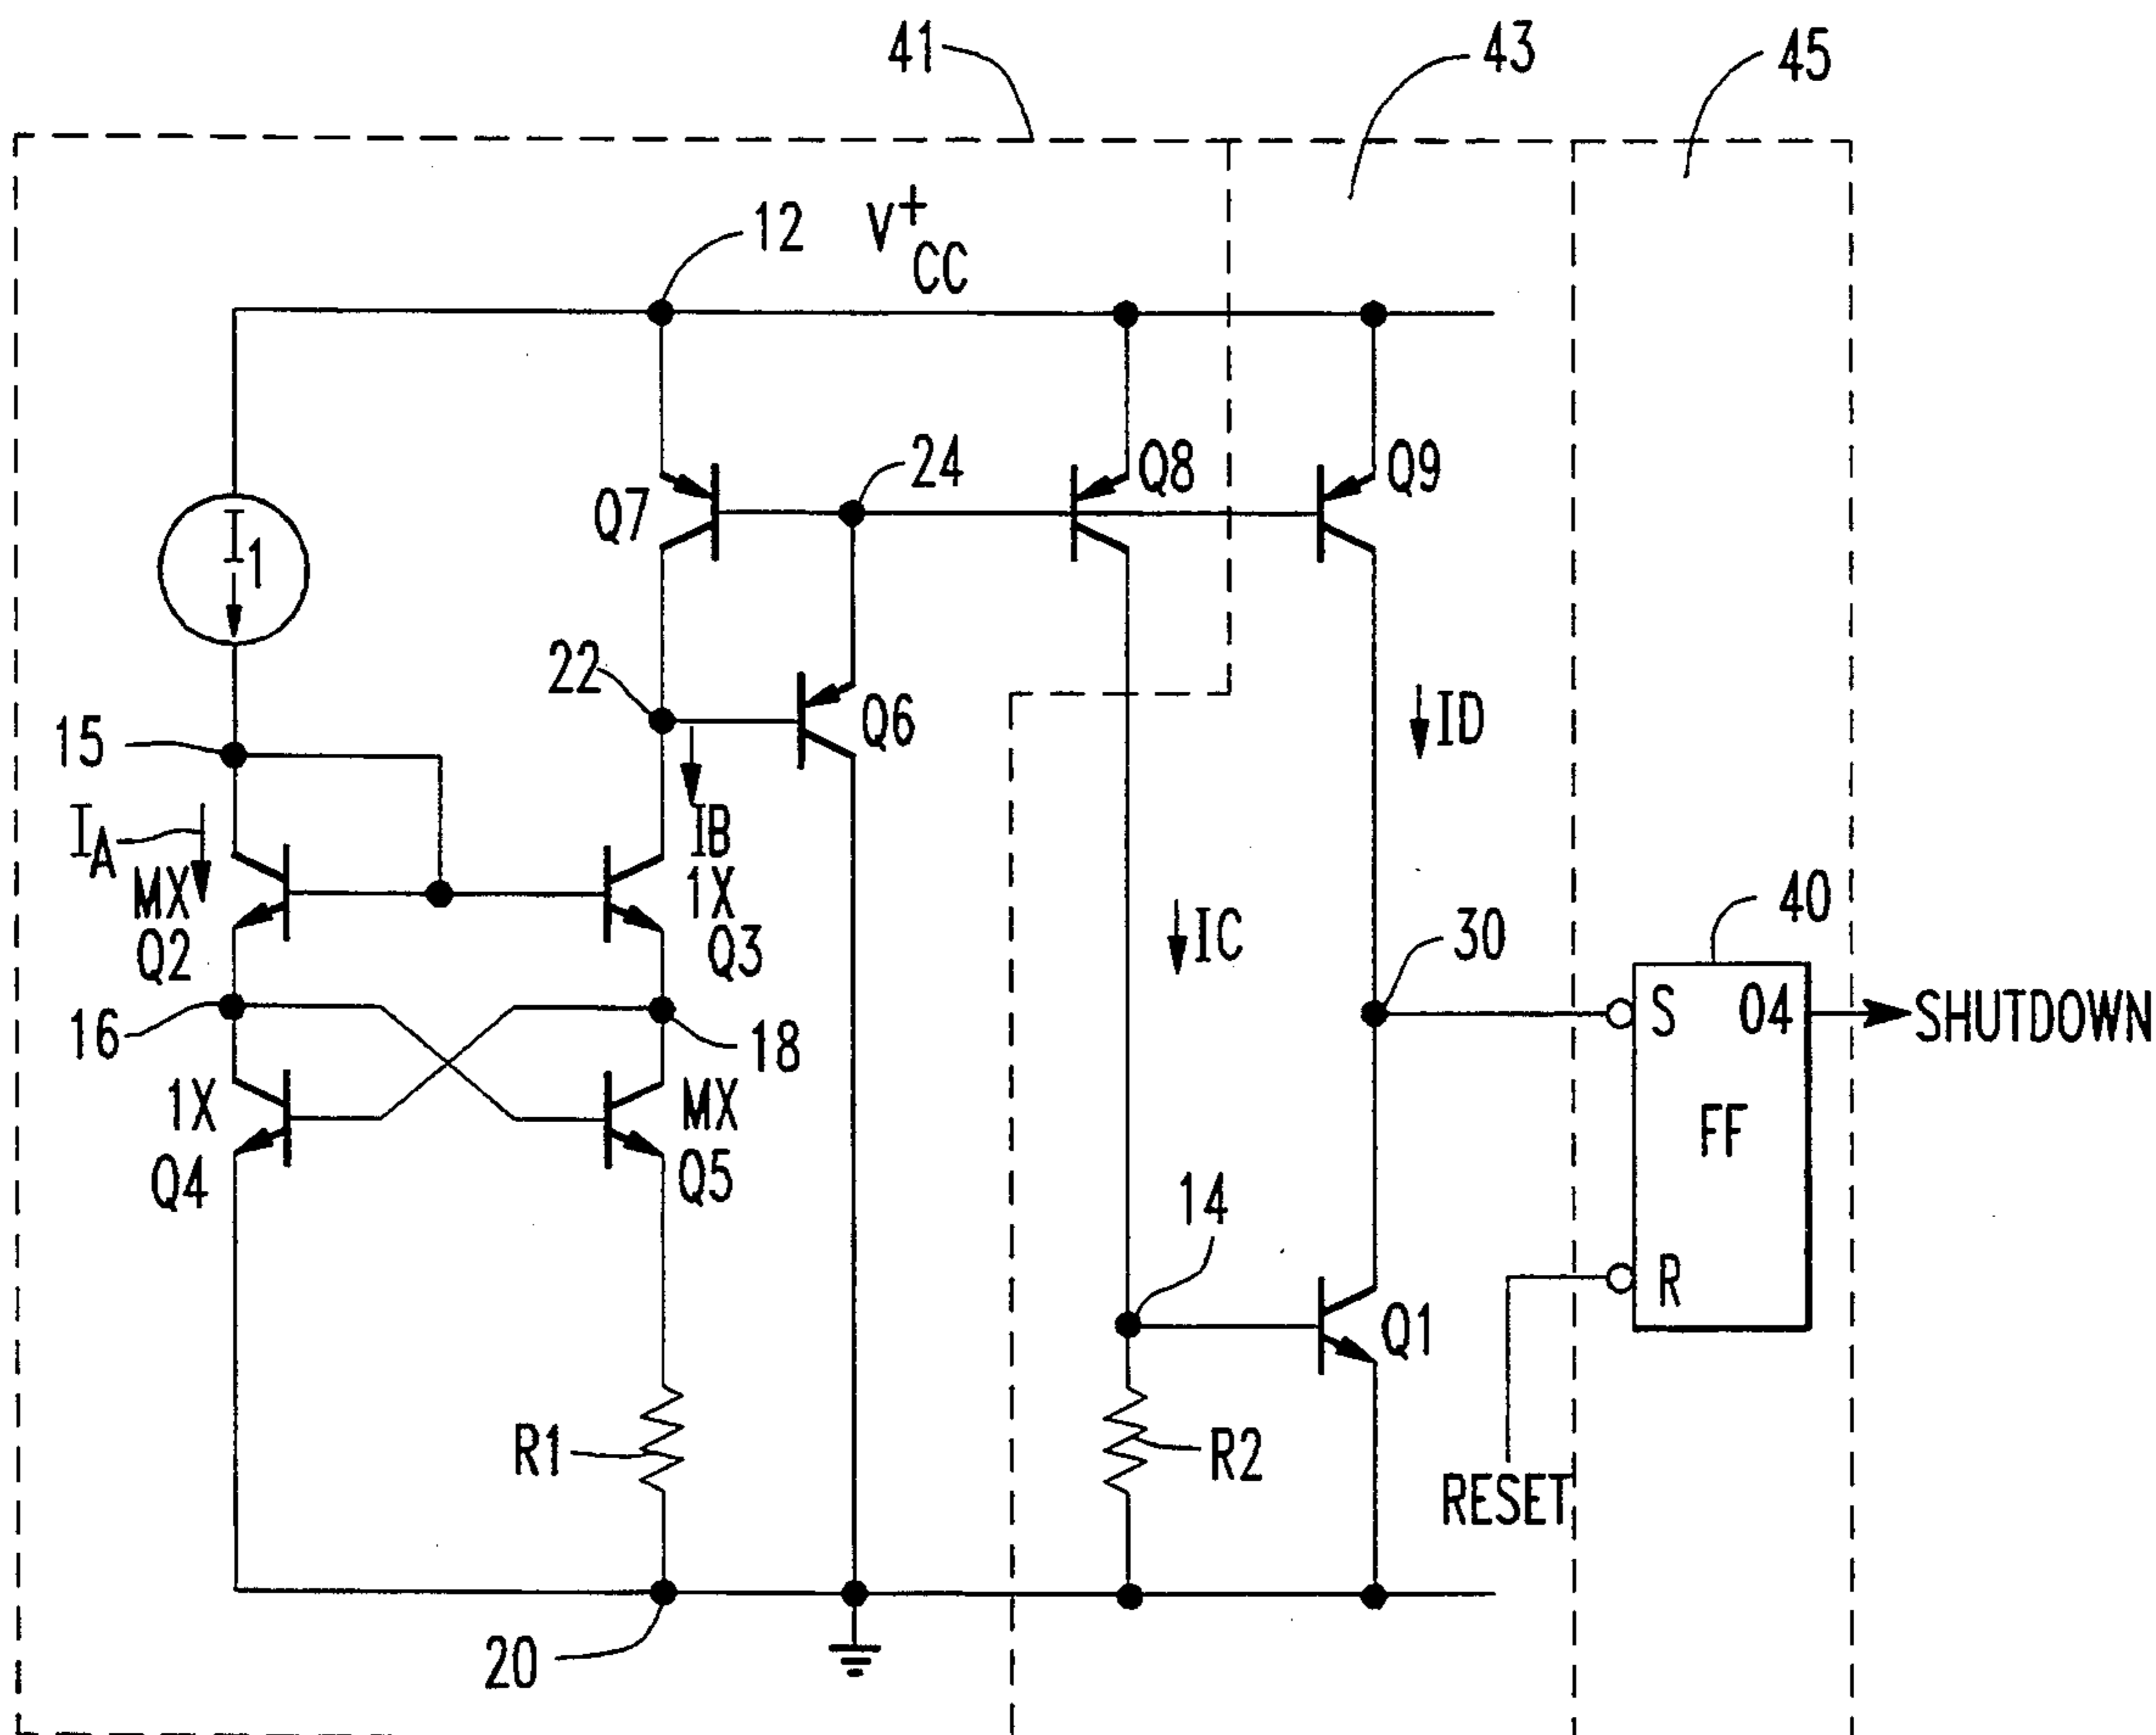 41
43
45
12
V+CC
24
Q8
Q9
Q7
I1
22
Q6
ID
15
IA
IB
MX
1X
Q2
Q3
IC
30
40
16
18
S
04
SHUTDOWN
1X
MX
FF
Q4
Q5
14
R
Q1
R1
R2
RESET
20